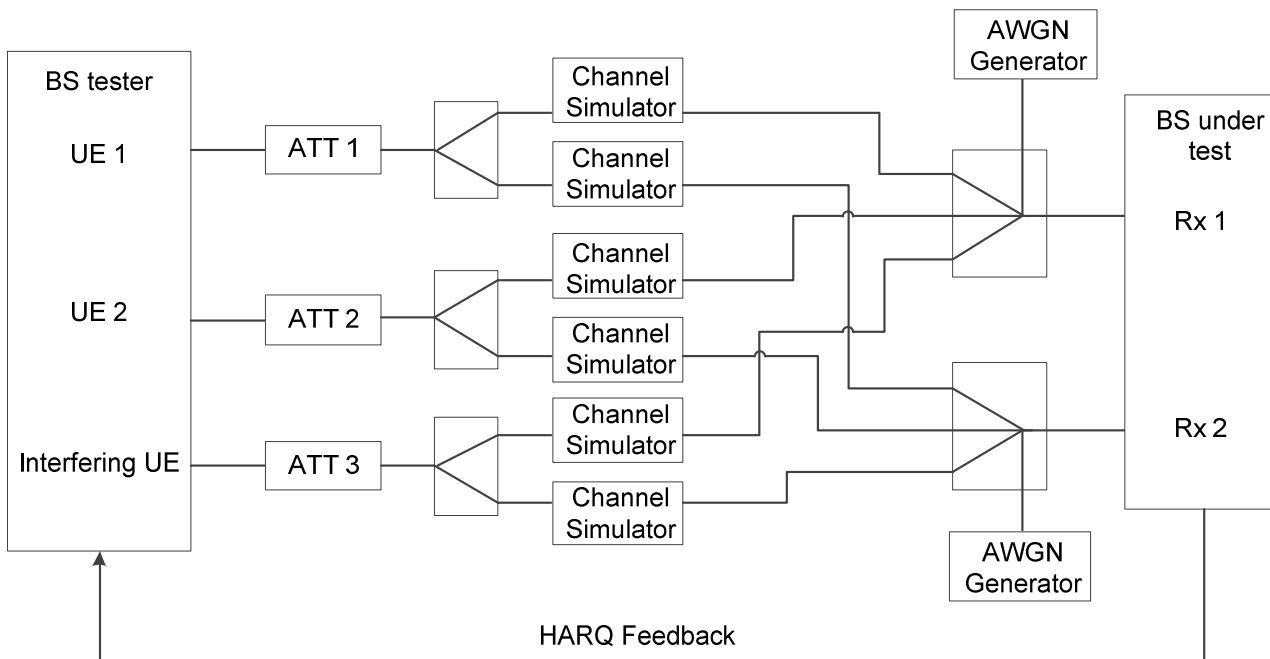 BS tester
UE 1
UE 2
Interfering UE
ATT 1
ATT 2
ATT 3
Channel
Simulator
Channel
Simulator
Channel
Simulator
Channel
Simulator
Channel
Simulator
Channel
Simulator
AWGN
Generator
AWGN
Generator
BS under
test
Rx 1
Rx 2
HARQ Feedback